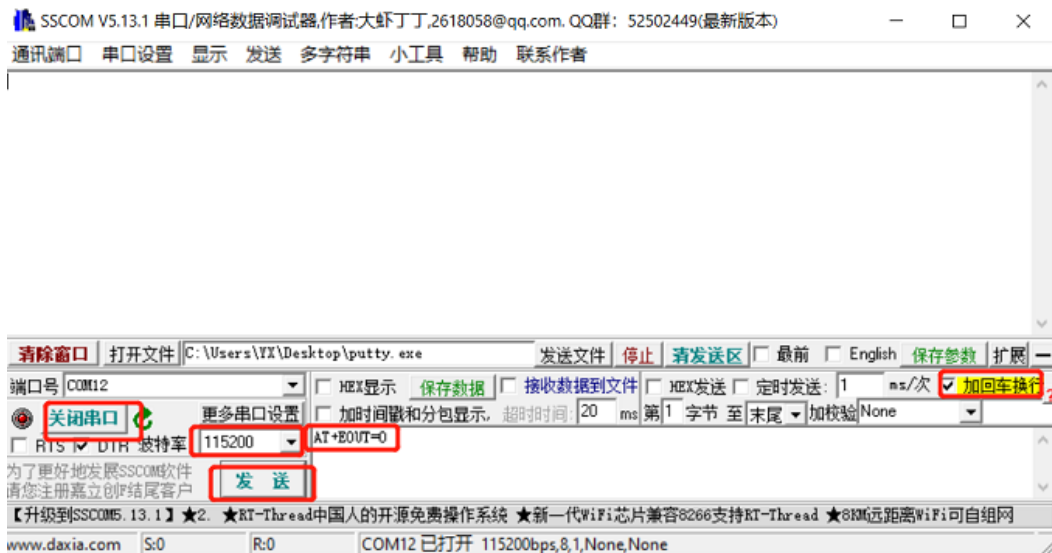 SSCOM V5.13.1 串口/网络数据调试器,作者:大虾丁丁,2618058@qq.com. QQ群: 52502449(最新版本)
通讯端口 串口设置 显示 发送 多字符串 小工具 帮助 联系作者
清除窗口 打开文件 C:\Users\YX\Desktop\putty.exe 发送文件 停止 清发送区 最前 English 保存参数 扩展
端口号 COM12 HEX显示 保存数据 接收数据到文件 HEX发送 定时发送: 1 ms/次 加回车换行
关闭串口 更多串口设置 加时间戳和分包显示, 超时时间: 20 ms 第1 字节 至 末尾 加校验 None
RTS DTR 波特率 115200 AT+EOUT=0
为了更好地发展SSCOM软件
请您注册嘉立创F结尾客户 发 送
【升级到SSCOM5.13.1】★2. ★RT-Thread中国人的开源免费操作系统 ★新一代WiFi芯片兼容8266支持RT-Thread ★8KM远距离WiFi可自组网
www.daxia.com S:0 R:0 COM12 已打开 115200bps,8,1,None,None